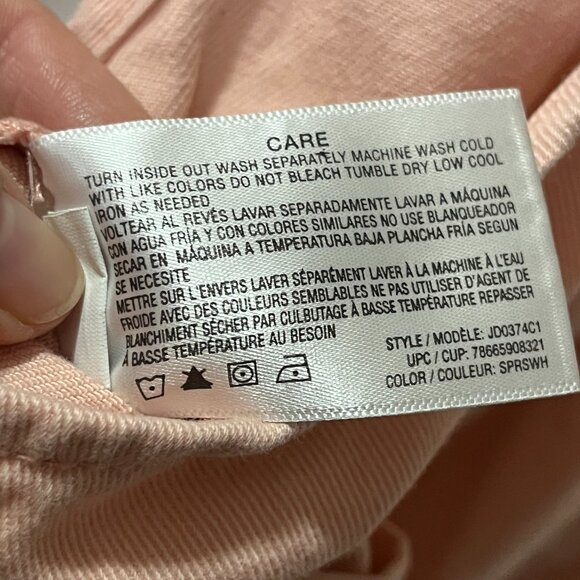 CARE
TURN INSIDE OUT WASH SEPARATELY MACHINE WASH COLD
WITH LIKE COLORS DO NOT BLEACH TUMBLE DRY LOW COOL
IRON AS NEEDED
VOLTEAR AL REVÉS LAVAR SEPARADAMENTE LAVAR A MÁQUINA
CON AGUA FRÍA Y CON COLORES SIMILARES NO USE BLANQUEADOR
SECAR EN MÁQUINA A TEMPERATURA BAJA PLANCHA FRÍA SEGUN
SE NECESITE
METTRE SUR L'ENVERS LAVER SÉPARÉMENT LAVER À LA MACHINE À L'EAU
FROIDE AVEC DES COULEURS SEMBLABLES NE PAS UTILISER D'AGENT DE
BLANCHIMENT SÉCHER PAR CULBUTAGE À BASSE TEMPÉRATURE REPASSER
À BASSE TEMPÉRATURE AU BESOIN
STYLE / MODÈLE: JD0374C1
UPC / CUP: 78665908321
COLOR / COULEUR: SPRSWH